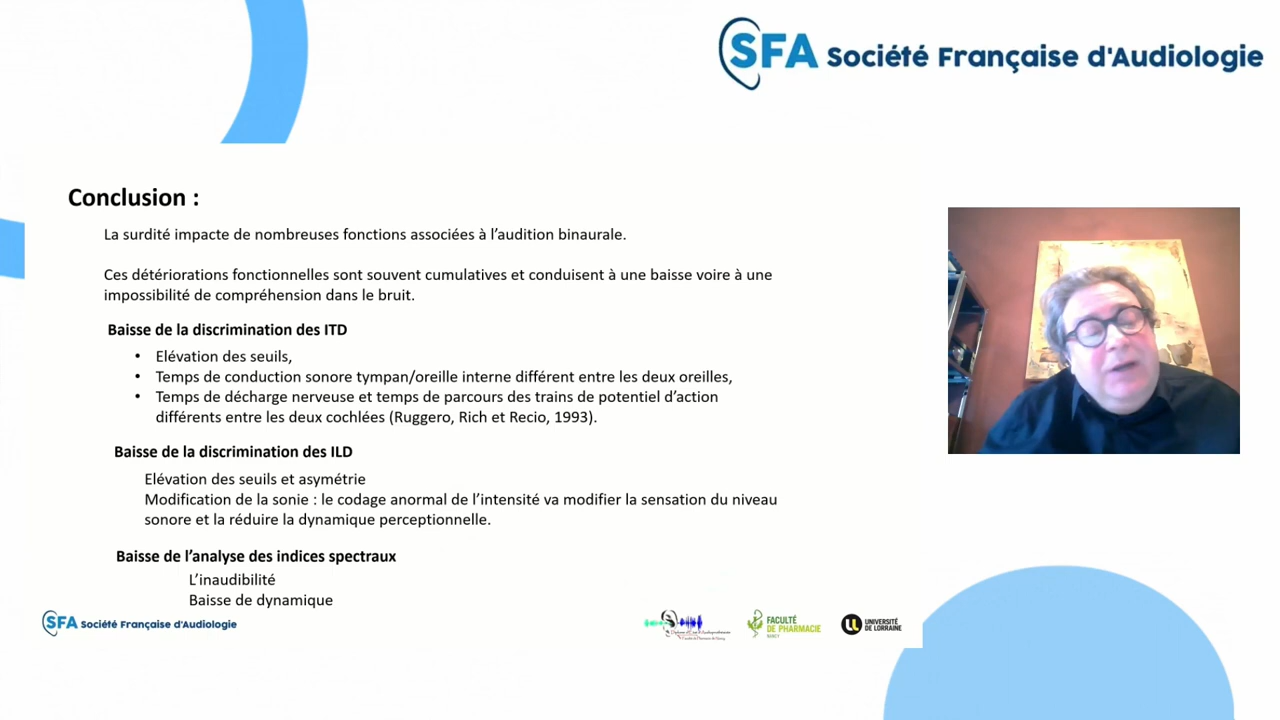 SFA Société Française d'Audiologie
Conclusion :
La surdité impacte de nombreuses fonctions associées à l'audition binaurale.
Ces détériorations fonctionnelles sont souvent cumulatives et conduisent à une baisse voire à une
impossibilité de compréhension dans le bruit.
Baisse de la discrimination des ITD
• Elévation des seuils,
• Temps de conduction sonore tympan/oreille interne différent entre les deux oreilles,
• Temps de décharge nerveuse et temps de parcours des trains de potentiel d'action
différents entre les deux cochlées (Ruggero, Rich et Recio, 1993).
Baisse de la discrimination des ILD
Elévation des seuils et asymétrie
Modification de la sonie : le codage anormal de l'intensité va modifier la sensation du niveau
sonore et la réduire la dynamique perceptionnelle.
Baisse de l'analyse des indices spectraux
L'inaudibilité
Baisse de dynamique
SFA Société Française d'Audiologie
FACULTÉ
DE PHARMACIE
NANCY
UNIVERSITÉ
DE LORRAINE